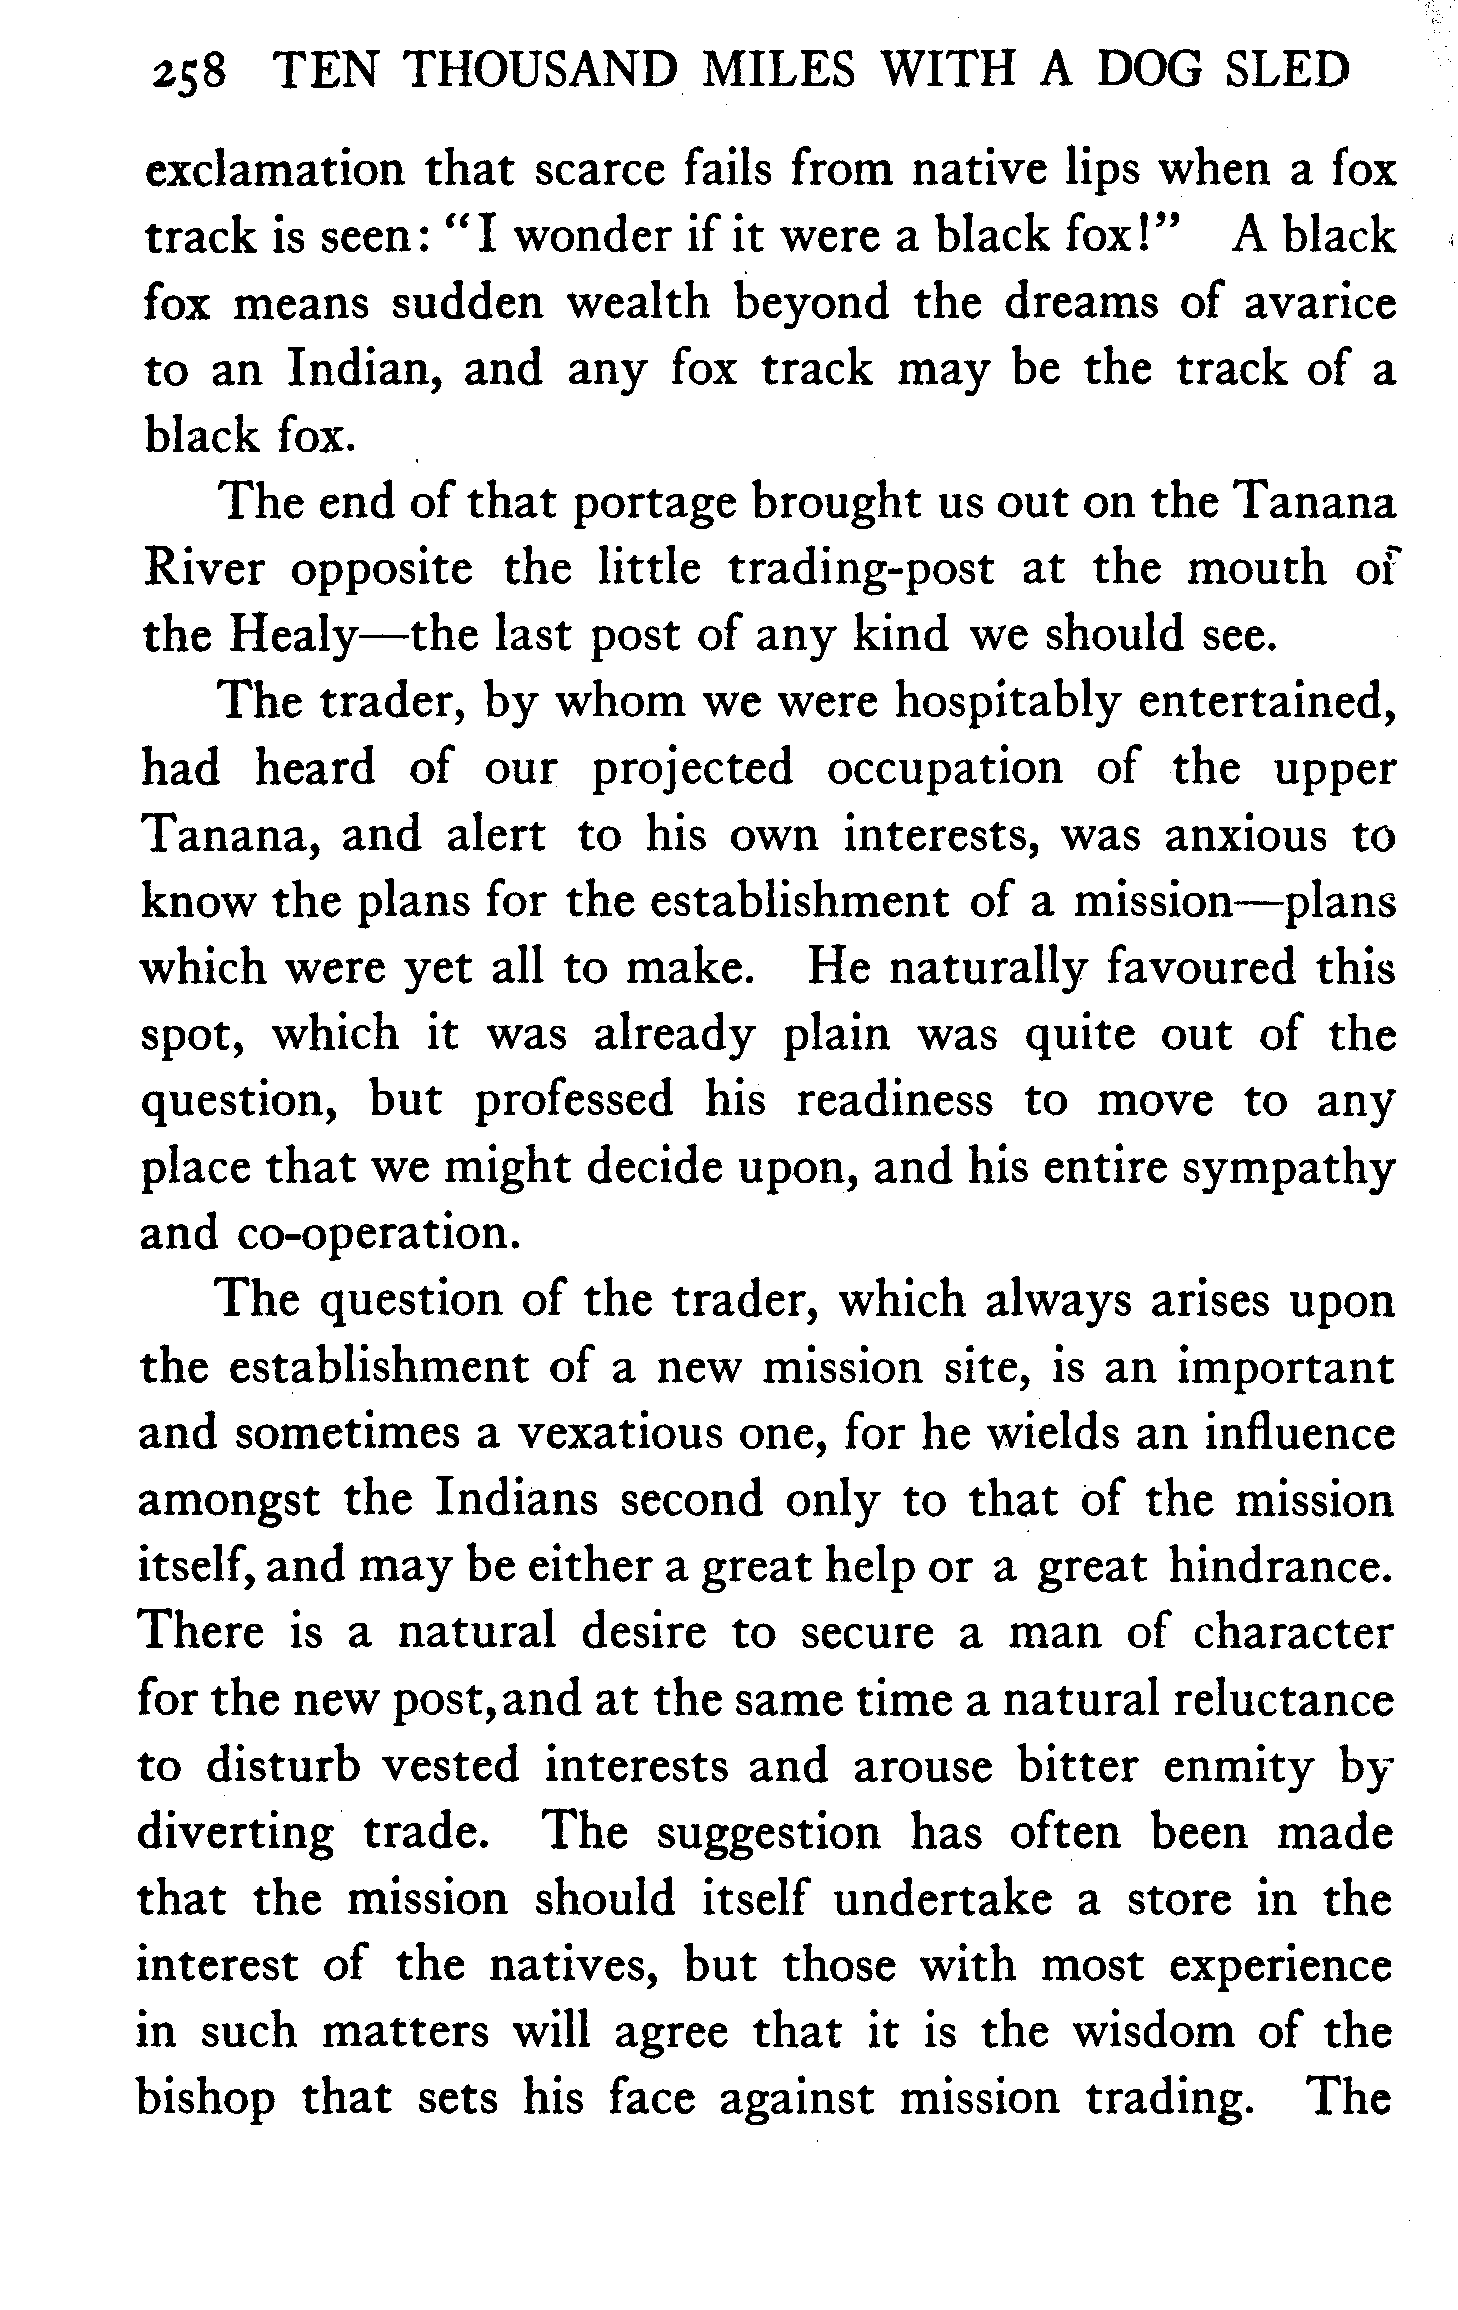 258 TEN THOUSAND MILES WITH A DOG SLED
exclamation that scarce fails from native lips when a fox
track is seen: “I wonder if it were a black fox!” A black
fox means sudden wealth beyond the dreams of avarice
to an Indian, and any fox track may be the track of a
black fox.
The end of that portage brought us out on the Tanana
River opposite the little trading-post at the mouth of
the Healy—the last post of any kind we should see.
The trader, by whom we were hospitably entertained,
had heard of our projected occupation of the upper
Tanana, and alert to his own interests, was anxious to
know the plans for the establishment of a mission—plans
which were yet all to make. He naturally favoured this
spot, which it was already plain was quite out of the
question, but professed his readiness to move to any
place that we might decide upon, and his entire sympathy
and co-operation.
The question of the trader, which always arises upon
the establishment of a new mission site, is an important
and sometimes a vexatious one, for he wields an influence
amongst the Indians second only to that of the mission
itself, and may be either a great help or a great hindrance.
There is a natural desire to secure a man of character
for the new post, and at the same time a natural reluctance
to disturb vested interests and arouse bitter enmity by
diverting trade. The suggestion has often been made
that the mission should itself undertake a store in the
interest of the natives, but those with most experience
in such matters will agree that it is the wisdom of the
bishop that sets his face against mission trading. The